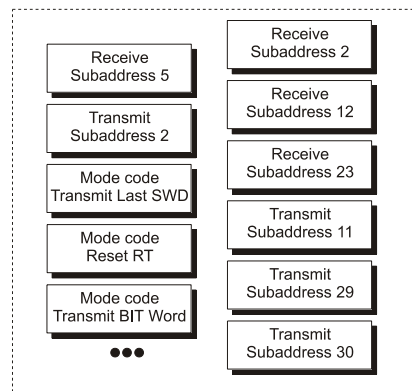 Receive
Subaddress 5
Transmit
Subaddress 2
Mode code
Transmit Last SWD
Mode code
Reset RT
Mode code
Transmit BIT Word
Receive
Subaddress 2
Receive
Subaddress 12
Receive
Subaddress 23
Transmit
Subaddress 11
Transmit
Subaddress 29
Transmit
Subaddress 30